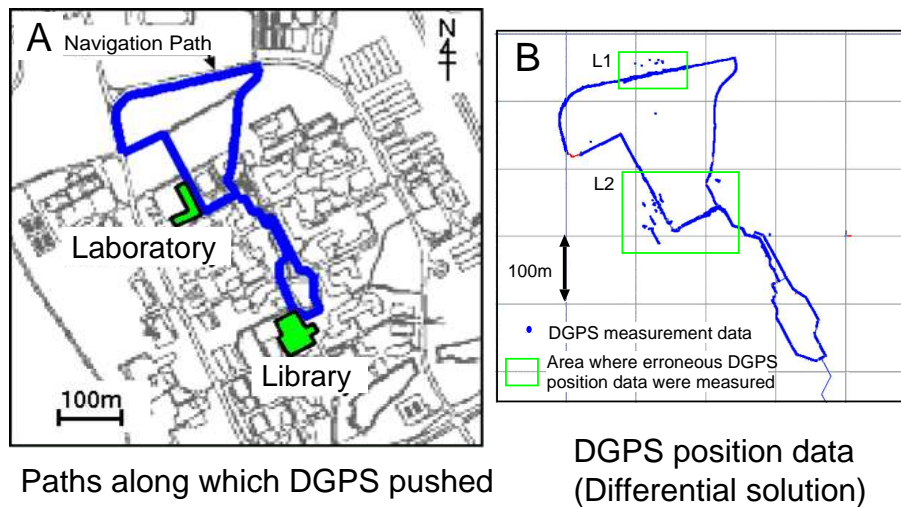 A
Navigation Path
N
4
Laboratory
Library
100m
Paths along which DGPS pushed
B
L1
L2
100m
DGPS measurement data
Area where erroneous DGPS
position data were measured
DGPS position data
(Differential solution)